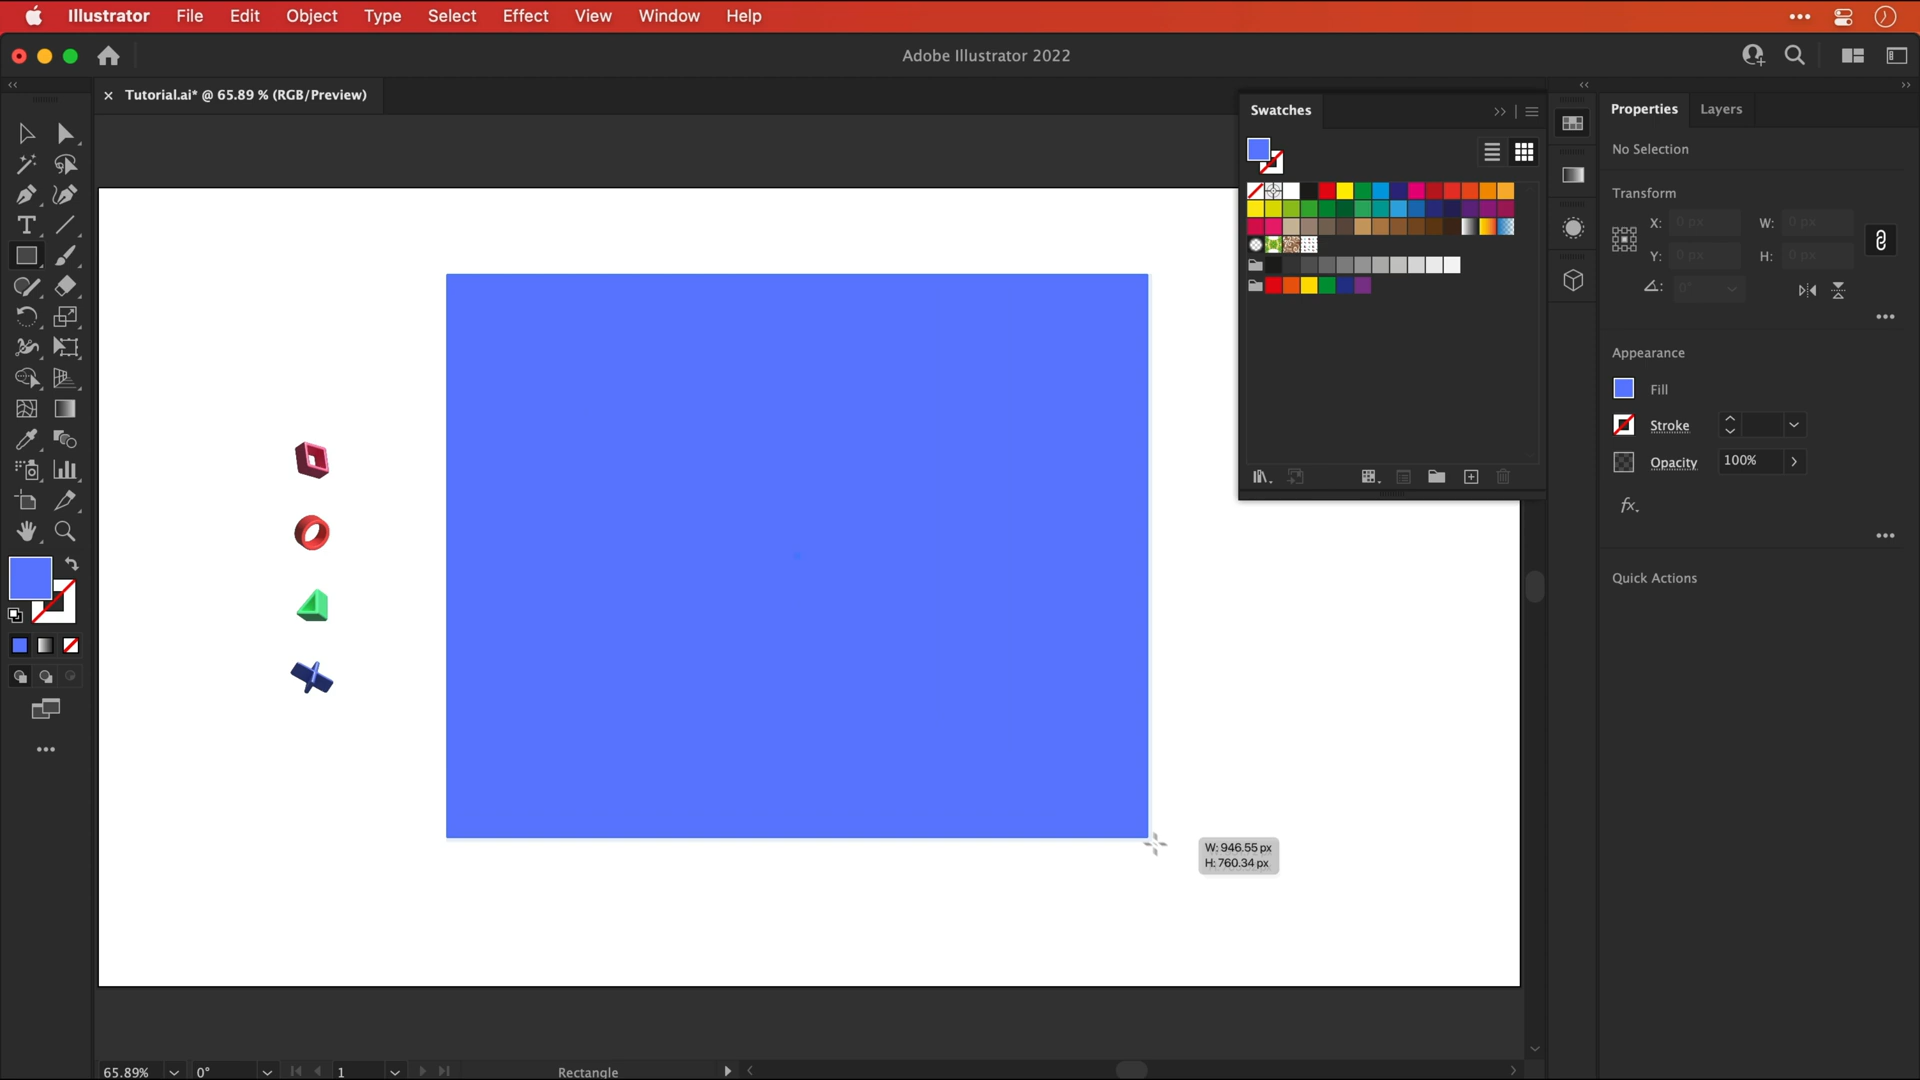 Illustrator File Edit Object Type Select Effect View Window Help
Adobe Illustrator 2022
Tutorial.ai* @ 65.89 % (RGB/Preview)
Swatches
Properties Layers
No Selection
Transform
X: 0 px W: 0 px
Y: 0 px H: 0 px
0°
Appearance
Fill
Stroke
Opacity 100%
fx.
Quick Actions
W: 946.55 px
H: 760.34 px
65.89% 0° 1 Rectangle